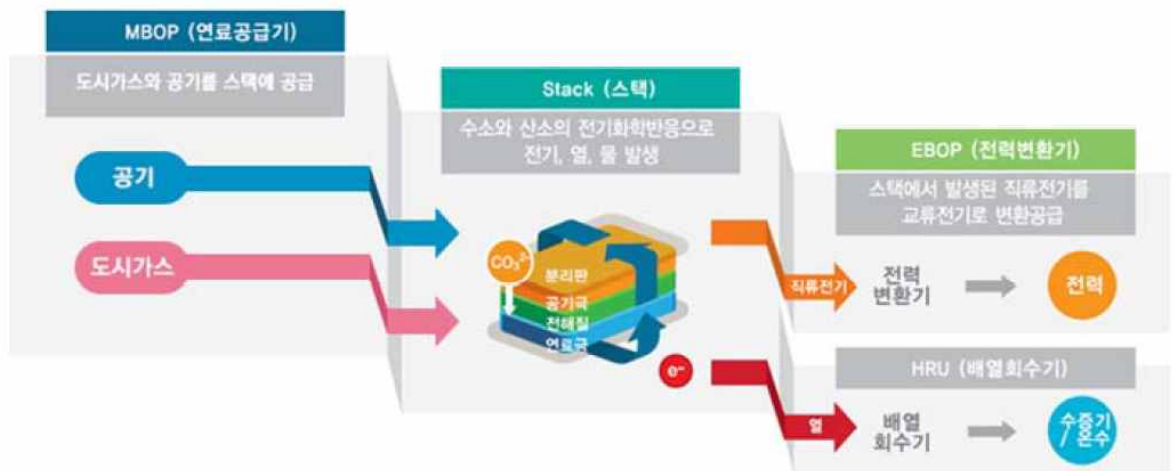 MBOP (연료공급기)
도시가스와 공기를 스택에 공급
공기
도시가스
Stack (스택)
수소와 산소의 전기화학반응으로
전기, 열, 물 발생
CO₃²⁻
분리판
공기극
전해질
연료극
e⁻
EBOP (전력변환기)
스택에서 발생된 직류전기를
교류전기로 변환공급
직류전기
전력
변환기
전력
HRU (배열회수기)
열
배열
회수기
수증기
/ 온수